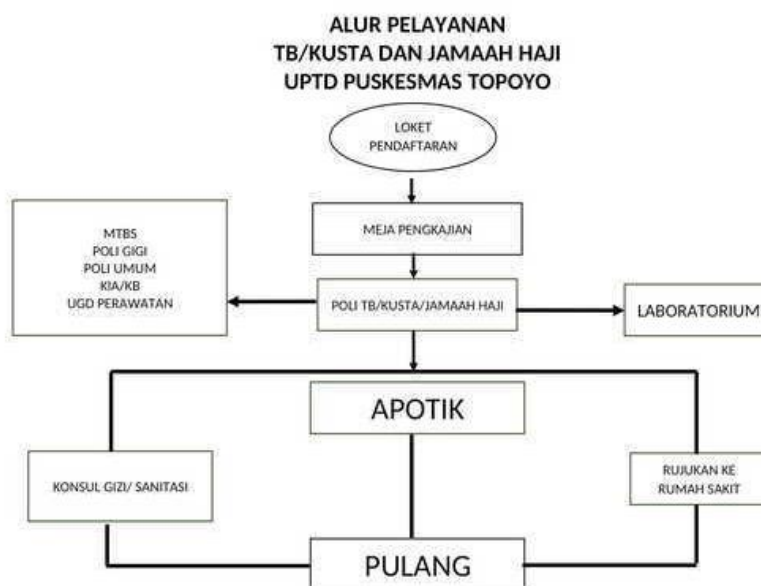 ALUR PELAYANAN
TB/KUSTA DAN JAMAAH HAJI
UPTD PUSKESMAS TOPOYO
LOKET
PENDAFTARAN
MEJA PENGKAJIAN
MTBS
POLI GIGI
POLI UMUM
KIA/KB
UGD PERAWATAN
POLI TB/KUSTA/JAMAAH HAJI
LABORATORIUM
APOTIK
KONSUL GIZI/ SANITASI
RUJUKAN KE
RUMAH SAKIT
PULANG